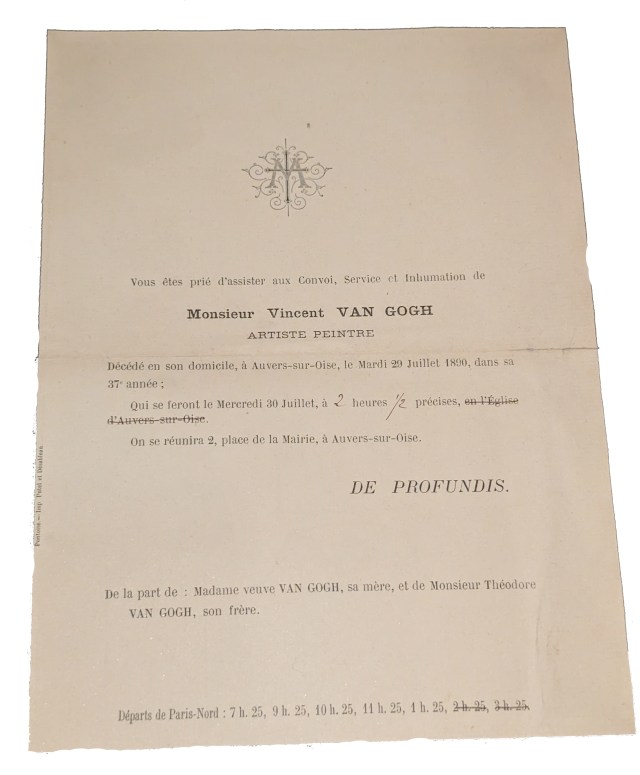 Vous êtes prié d'assister aux Convoi, Service et Inhumation de
Monsieur Vincent VAN GOGH
ARTISTE PEINTRE
Décédé en son domicile, à Auvers-sur-Oise, le Mardi 29 Juillet 1890, dans sa
37e année ;
Qui se feront le Mercredi 30 Juillet, à 2 heures 1/2 précises, en l'Église
d'Auvers-sur-Oise.
On se réunira 2, place de la Mairie, à Auvers-sur-Oise.
DE PROFUNDIS.
De la part de : Madame veuve VAN GOGH, sa mère, et de Monsieur Théodore
VAN GOGH, son frère.
Départs de Paris-Nord : 7 h. 25, 9 h. 25, 10 h. 25, 11 h. 25, 1 h. 25, 2 h. 25, 3 h. 25.
Pontoise — Imp.